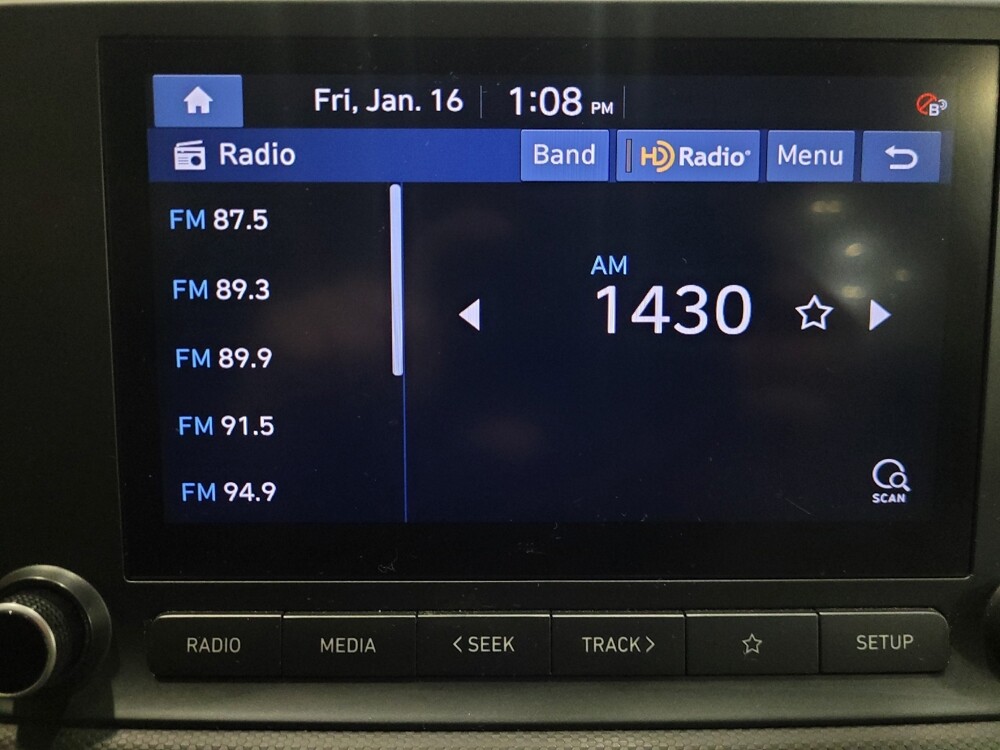 Fri, Jan. 16 1:08 PM B
Radio Band HD Radio® Menu
FM 87.5
FM 89.3
FM 89.9
FM 91.5
FM 94.9
AM
1430
SCAN
RADIO MEDIA <SEEK TRACK> SETUP